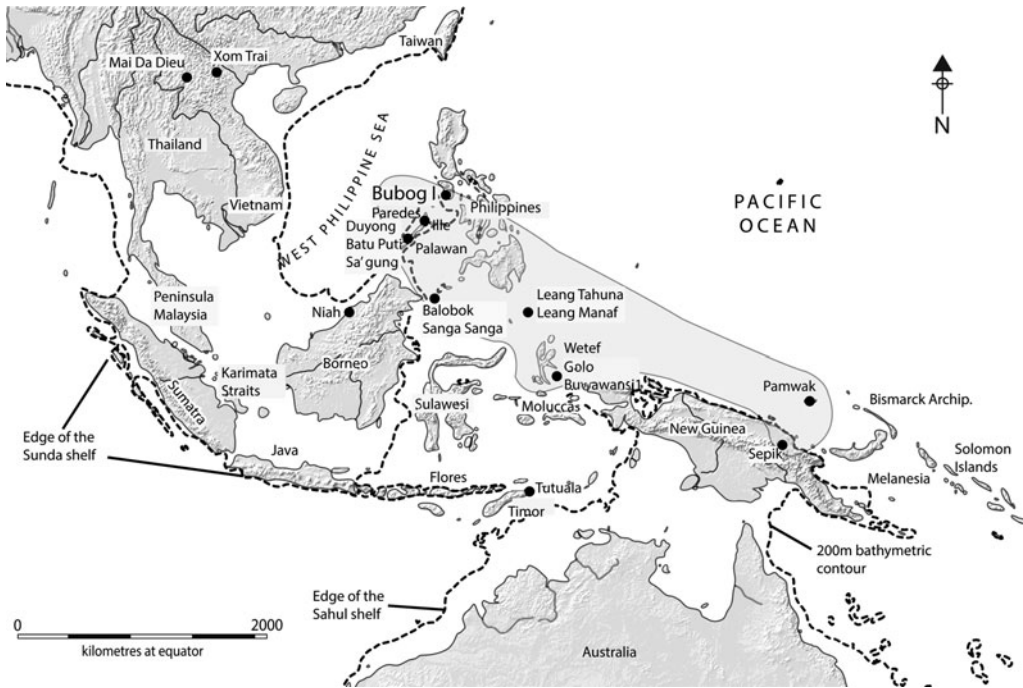 Taiwan
Mai Da Dieu
Xom Trai
N
Thailand
WEST PHILIPPINE SEA
PACIFIC
OCEAN
Vietnam
Bubog I
Philippines
Paredes
Ille
Duyong
Batu Puti
Sa'gung
Palawan
Peninsula
Malaysia
Niah
Balobok
Sanga Sanga
Leang Tahuna
Leang Manaf
Karimata
Straits
Borneo
Wetef
Golo
Buwawansi1
Sumatra
Sulawesi
Moluccas
Pamwak
Bismarck Archip.
New Guinea
Edge of the
Sunda shelf
Java
Sepik
Solomon
Islands
Flores
Melanesia
Tutuala
Timor
200m bathymetric
contour
Edge of the
Sahul shelf
0
2000
kilometres at equator
Australia